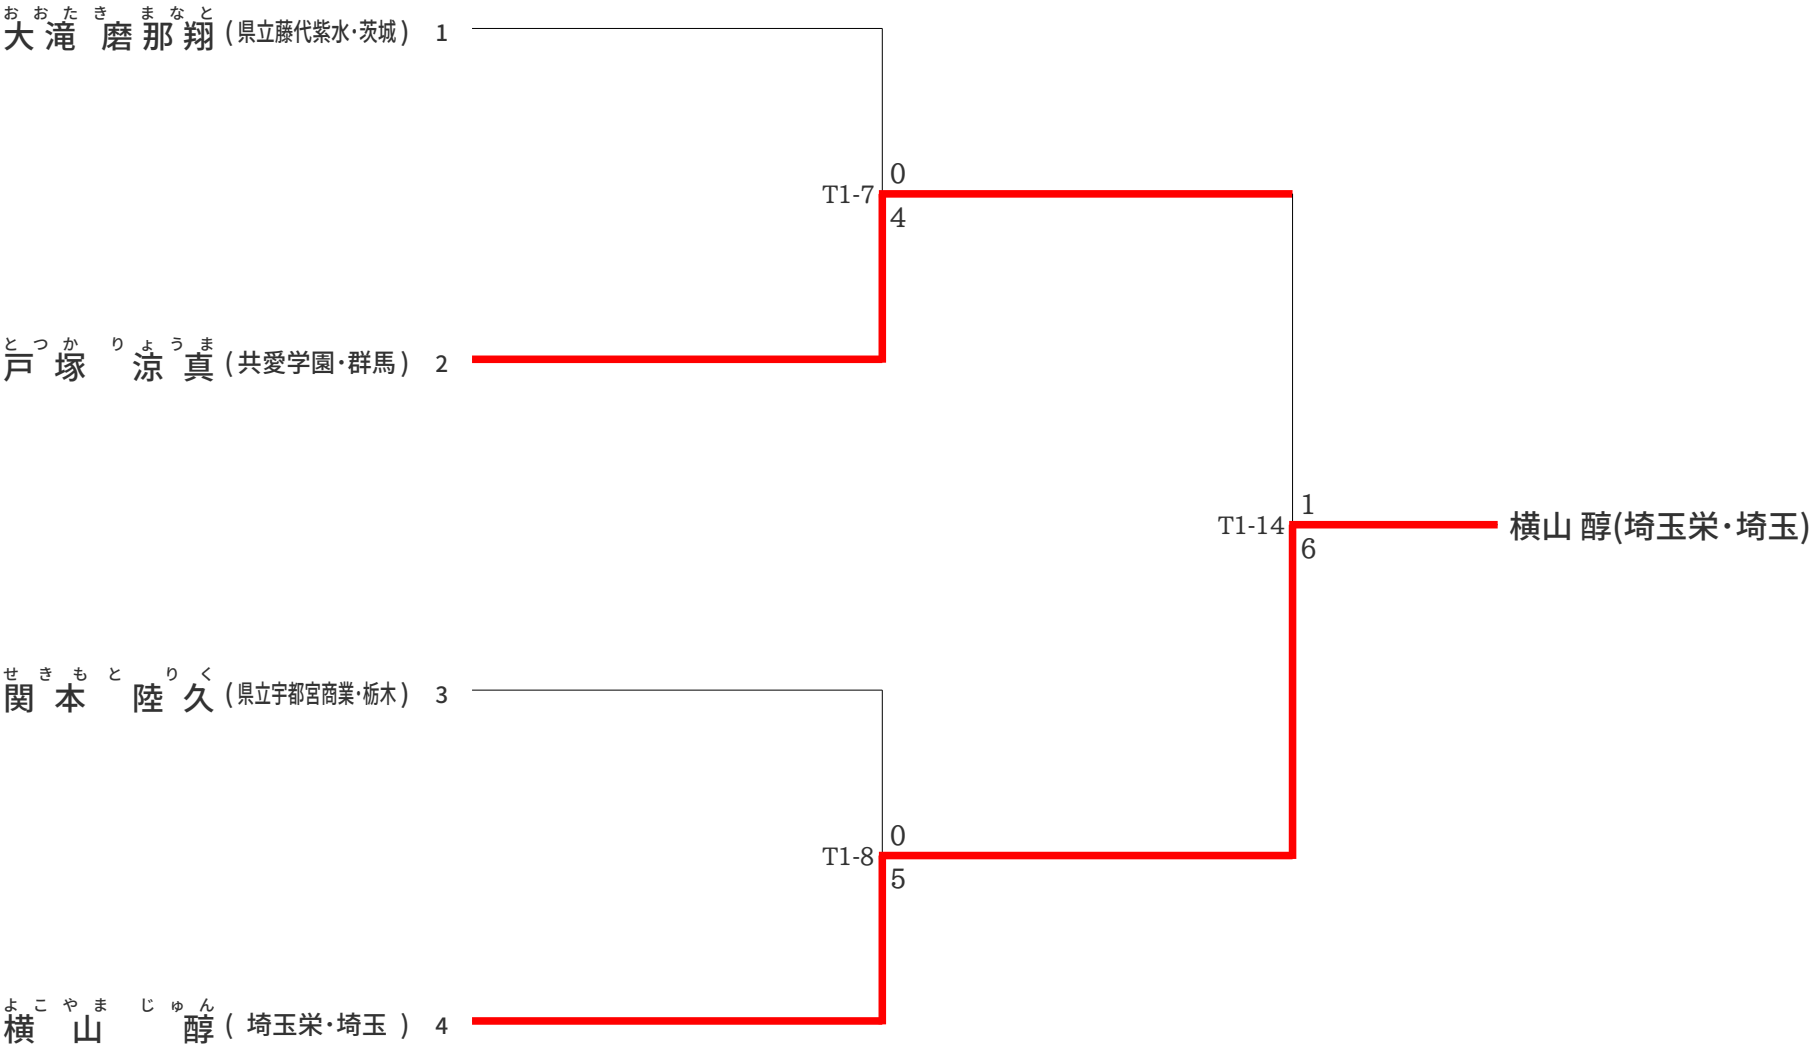 おおたき まなと
大滝 磨那翔 (県立藤代紫水・茨城) 1
0
T1-7
4
とつか りょうま
戸塚 涼真 (共愛学園・群馬) 2
1
T1-14 横山 醇(埼玉栄・埼玉)
6
せきもと りく
関本 陸久 (県立宇都宮商業・栃木) 3
0
T1-8
5
よこやま じゅん
横山 醇 (埼玉栄・埼玉) 4